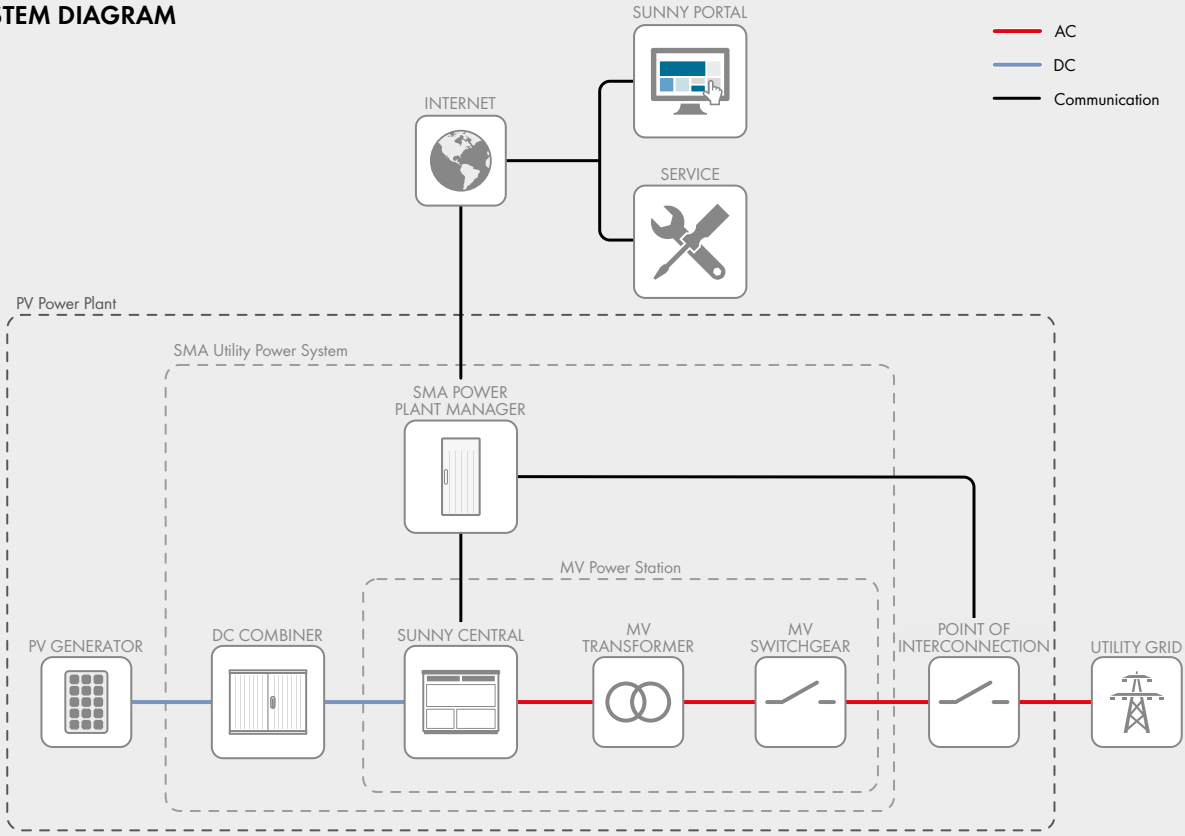 STEM DIAGRAM
SUNNY PORTAL
AC
DC
Communication
INTERNET
SERVICE
PV Power Plant
SMA Utility Power System
SMA POWER
PLANT MANAGER
MV Power Station
PV GENERATOR
DC COMBINER
SUNNY CENTRAL
MV
TRANSFORMER
MV
SWITCHGEAR
POINT OF
INTERCONNECTION
UTILITY GRID